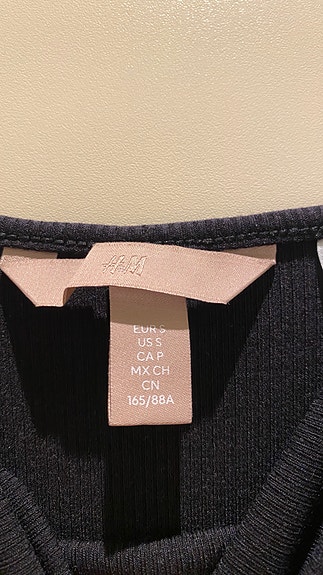 H&M
EUR S
US S
CA P
MX CH
CN
165/88A